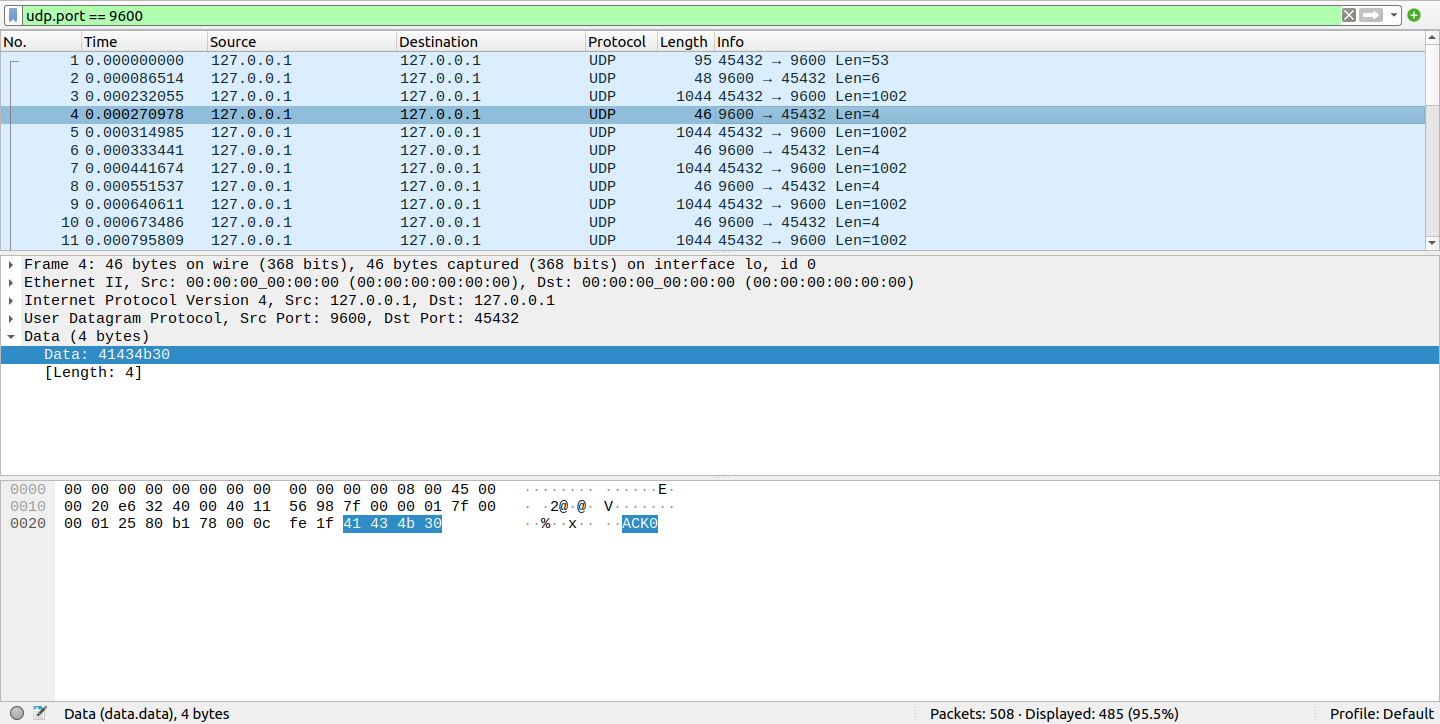 udp.port == 9600
No. Time Source Destination Protocol Length Info
1 0.000000000 127.0.0.1 127.0.0.1 UDP 95 45432 → 9600 Len=53
2 0.000086514 127.0.0.1 127.0.0.1 UDP 48 9600 → 45432 Len=6
3 0.000232055 127.0.0.1 127.0.0.1 UDP 1044 45432 → 9600 Len=1002
4 0.000270978 127.0.0.1 127.0.0.1 UDP 46 9600 → 45432 Len=4
5 0.000314985 127.0.0.1 127.0.0.1 UDP 1044 45432 → 9600 Len=1002
6 0.000333441 127.0.0.1 127.0.0.1 UDP 46 9600 → 45432 Len=4
7 0.000441674 127.0.0.1 127.0.0.1 UDP 1044 45432 → 9600 Len=1002
8 0.000551537 127.0.0.1 127.0.0.1 UDP 46 9600 → 45432 Len=4
9 0.000640611 127.0.0.1 127.0.0.1 UDP 1044 45432 → 9600 Len=1002
10 0.000673486 127.0.0.1 127.0.0.1 UDP 46 9600 → 45432 Len=4
11 0.000795809 127.0.0.1 127.0.0.1 UDP 1044 45432 → 9600 Len=1002
Frame 4: 46 bytes on wire (368 bits), 46 bytes captured (368 bits) on interface lo, id 0
Ethernet II, Src: 00:00:00_00:00:00 (00:00:00:00:00:00), Dst: 00:00:00_00:00:00 (00:00:00:00:00:00)
Internet Protocol Version 4, Src: 127.0.0.1, Dst: 127.0.0.1
User Datagram Protocol, Src Port: 9600, Dst Port: 45432
Data (4 bytes)
Data: 41434b30
[Length: 4]
0000 00 00 00 00 00 00 00 00 00 00 00 00 08 00 45 00 ········ ······E·
0010 00 20 e6 32 40 00 40 11 56 98 7f 00 00 01 7f 00 · ·2@·@· V·······
0020 00 01 25 80 b1 78 00 0c fe 1f 41 43 4b 30 ··%··x·· ··ACK0
Data (data.data), 4 bytes Packets: 508 · Displayed: 485 (95.5%) Profile: Default